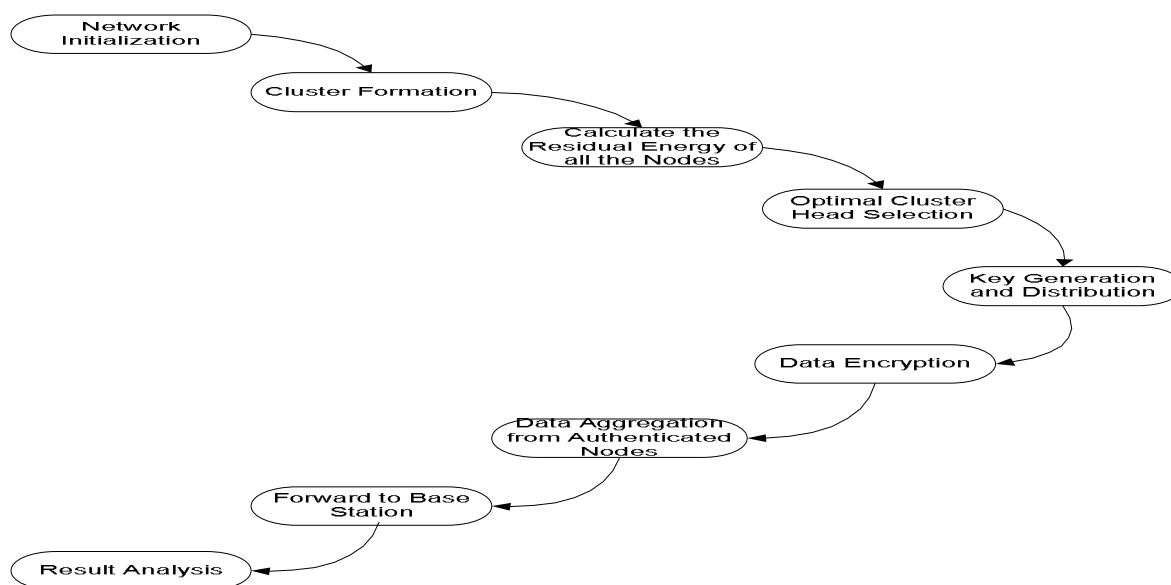 Network
Initialization
Cluster Formation
Calculate the
Residual Energy of
all the Nodes
Optimal Cluster
Head Selection
Key Generation
and Distribution
Data Encryption
Data Aggregation
from Authenticated
Nodes
Forward to Base
Station
Result Analysis